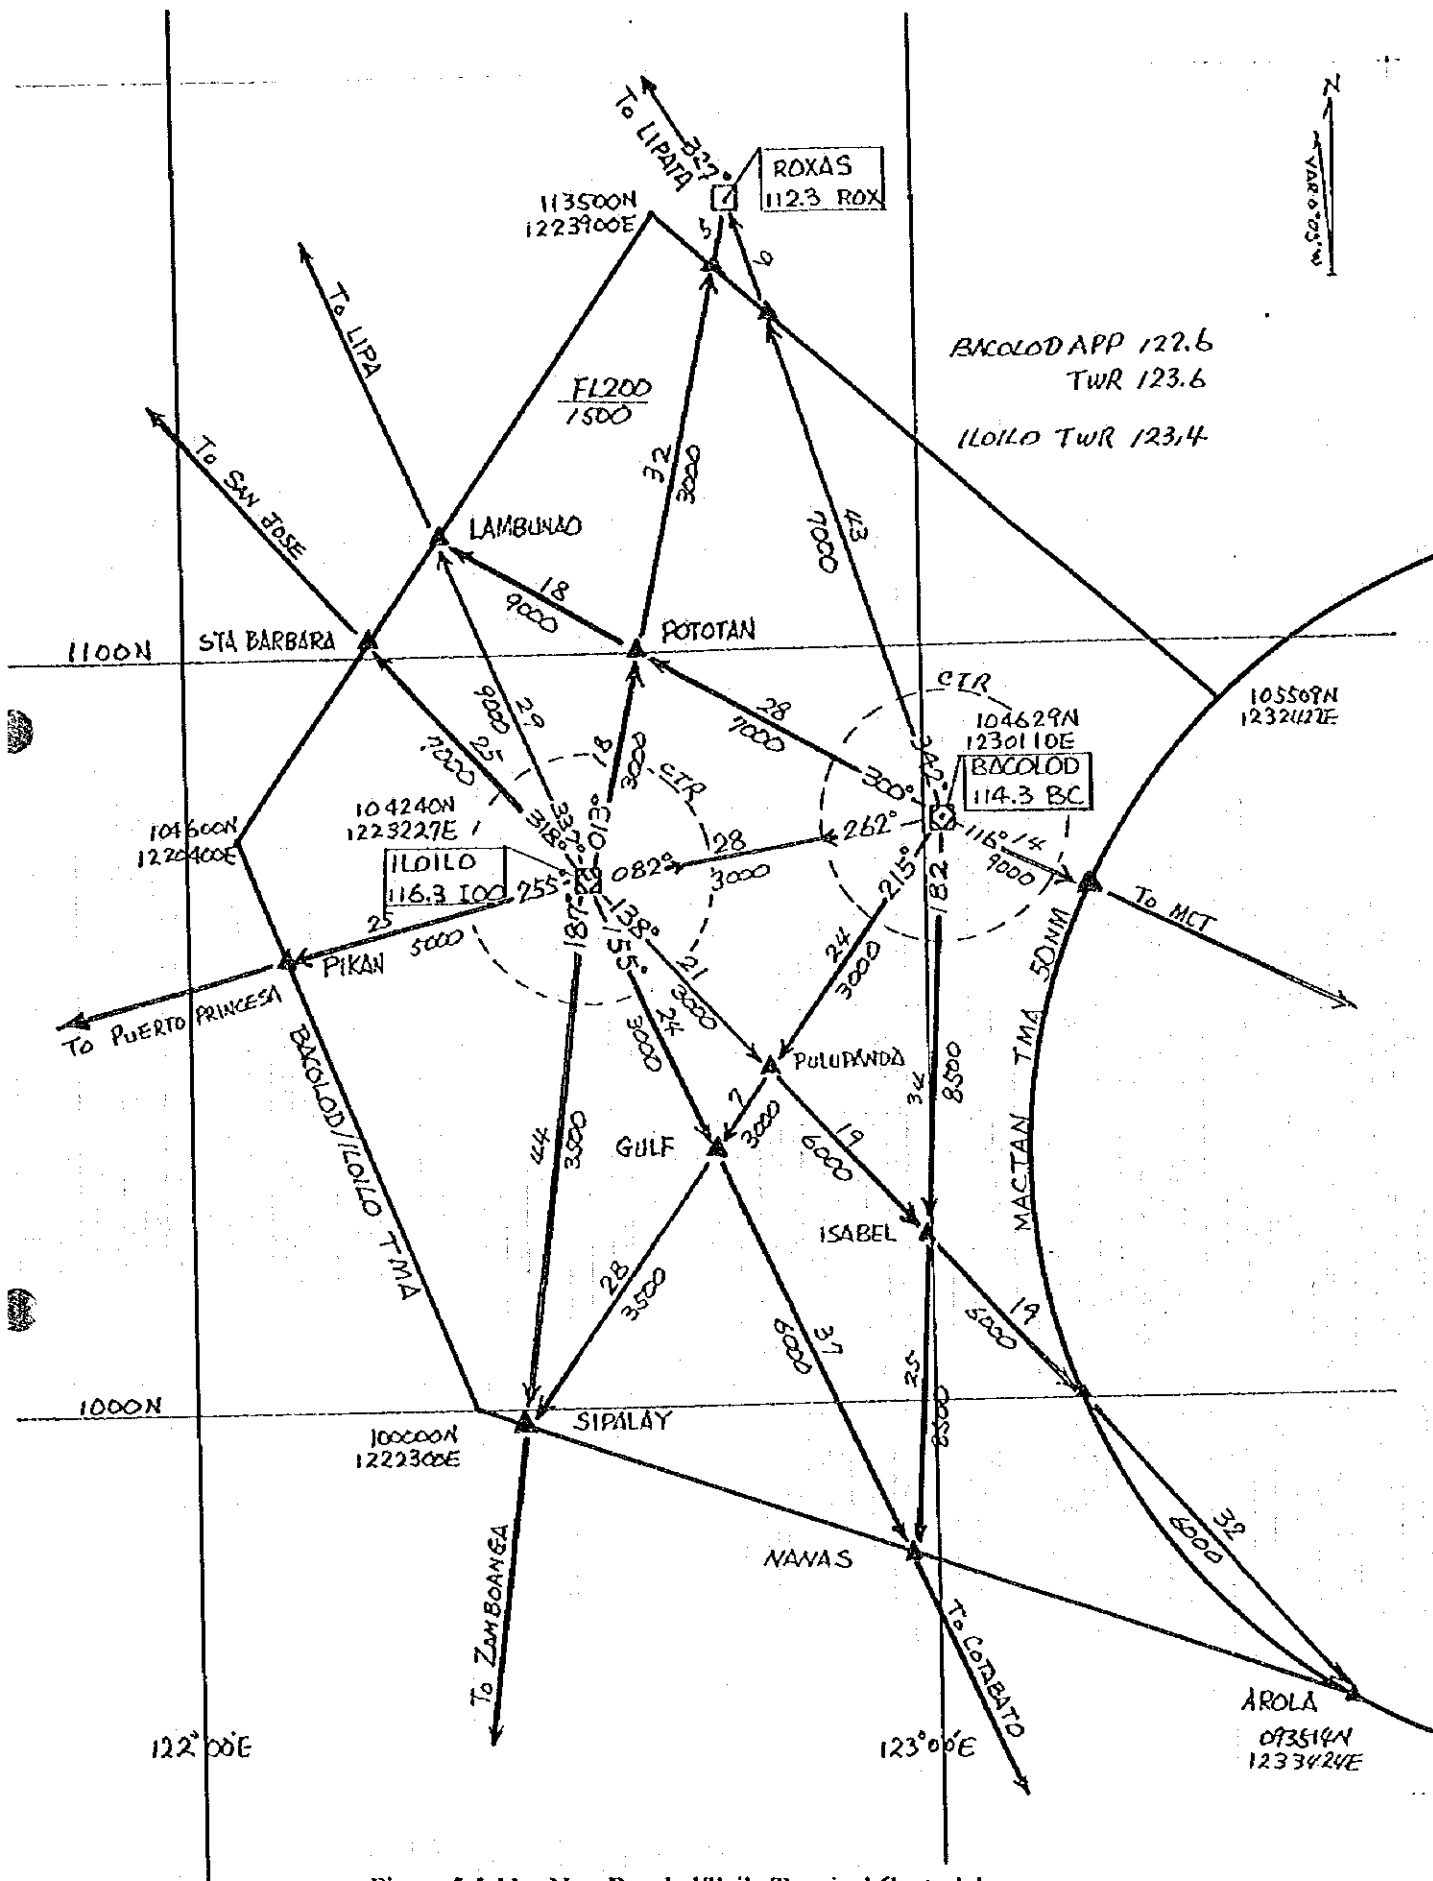 N
VAR 0°03'W
To LIPATA
327°
ROXAS
112.3 ROX
113500N
1223900E
5
6
To LIPA
BACOLOD APP 122.6
TWR 123.6
ILOILO TWR 123.4
FL200
1500
To SAN JOSE
32
3000
43
7000
LAMBUNAO
18
9000
STA BARBARA
POTOTAN
1100N
CTR
28
7000
105509N
29
9000
25
7000
18
3000
CTR
342°
104629N
1230110E
BACOLOD
114.3 BC
300°
104600N
1220400E
104240N
1223227E
318°
337°
013°
ILOILO
116.3 IOO
082°
28
3000
262°
116°
14
9000
To MCT
255°
25
5000
187°
138°
155°
215°
182
PIKAN
To PUERTO PRINCESA
21
3000
24
3000
24
3000
MACTAN TMA 50NM
PULUPANDA
34
8500
BACOLOD/ILOILO TMA
44
3500
GULF
7
3000
19
6000
ISABEL
28
3500
37
6000
19
6000
25
1000N
100000N
1222300E
SIPALAY
32
6000
NANAS
To ZAMBOANGA
To COTABATO
AROLA
093514N
1233424E
122°00'E
123°00'E